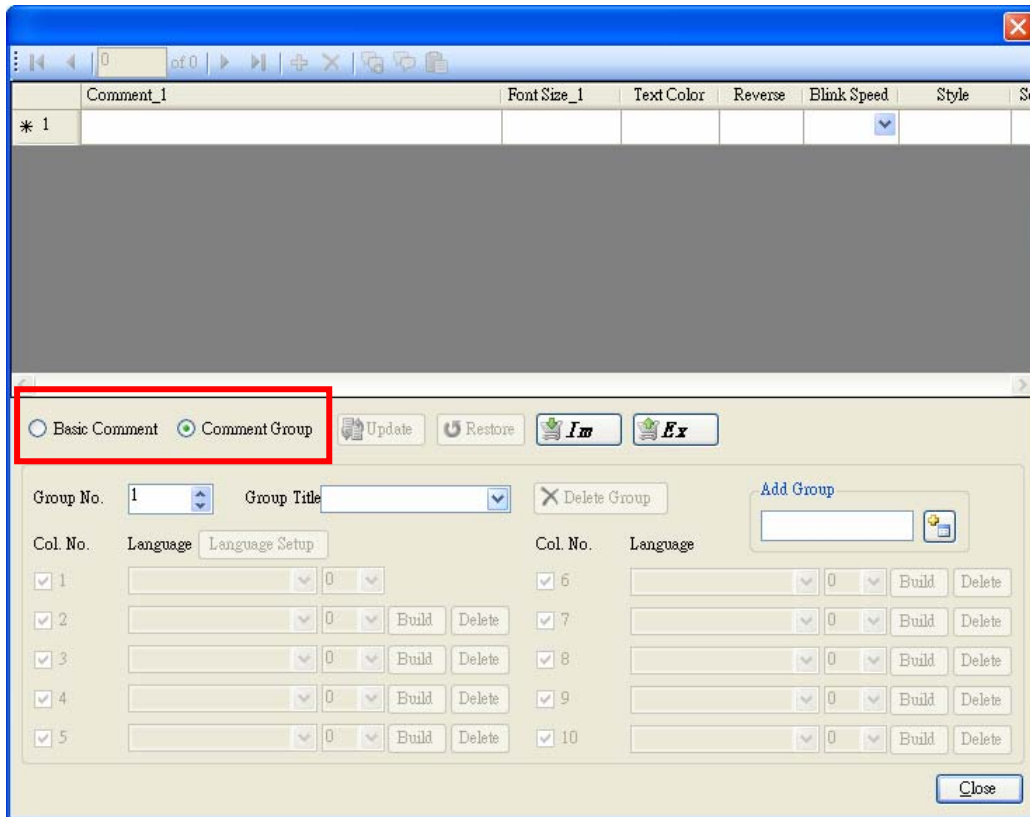 0 of 0
Comment_1 Font Size_1 Text Color Reverse Blink Speed Style
* 1
Basic Comment Comment Group Update Restore Im Ex
Group No. 1 Group Title Delete Group Add Group
Col. No. Language Language Setup Col. No. Language
1 0 6 0 Build Delete
2 0 Build Delete 7 0 Build Delete
3 0 Build Delete 8 0 Build Delete
4 0 Build Delete 9 0 Build Delete
5 0 Build Delete 10 0 Build Delete
Close